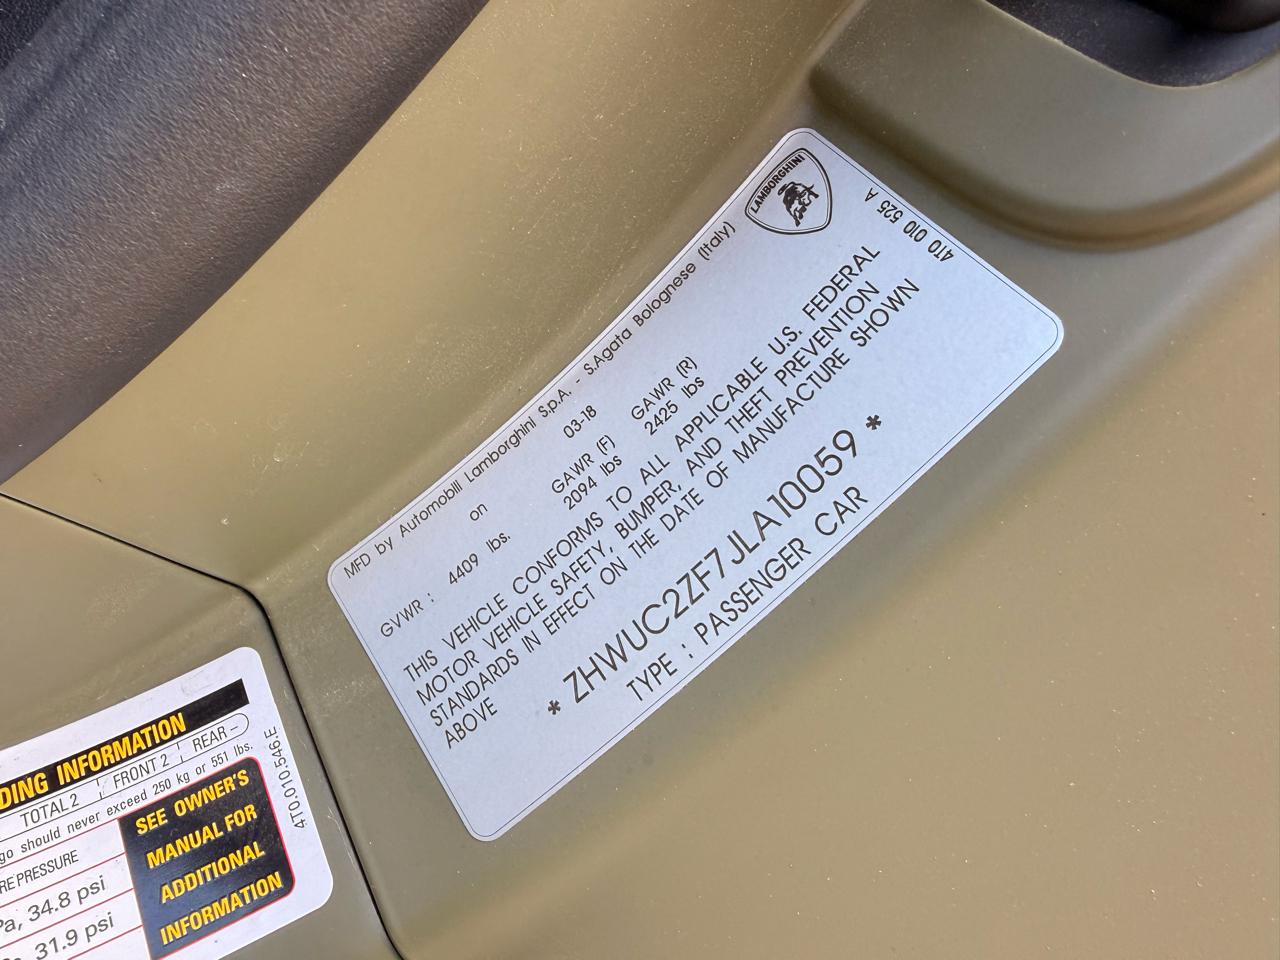 LAMBORGHINI
4T0 010 525 A
MFD by Automobili Lamborghini S.p.A. - S.Agata Bolognese (Italy)
on 03-18
GVWR : 4409 lbs. GAWR (F) 2094 lbs GAWR (R) 2425 lbs
THIS VEHICLE CONFORMS TO ALL APPLICABLE U.S. FEDERAL
MOTOR VEHICLE SAFETY, BUMPER, AND THEFT PREVENTION
STANDARDS IN EFFECT ON THE DATE OF MANUFACTURE SHOWN
ABOVE
* ZHWUC2ZF7JLA10059 *
TYPE : PASSENGER CAR
DING INFORMATION
TOTAL 2 FRONT 2 REAR -
go should never exceed 250 kg or 551 lbs.
RE PRESSURE
Pa, 34.8 psi
31.9 psi
SEE OWNER'S
MANUAL FOR
ADDITIONAL
INFORMATION
4T0.010.546.E